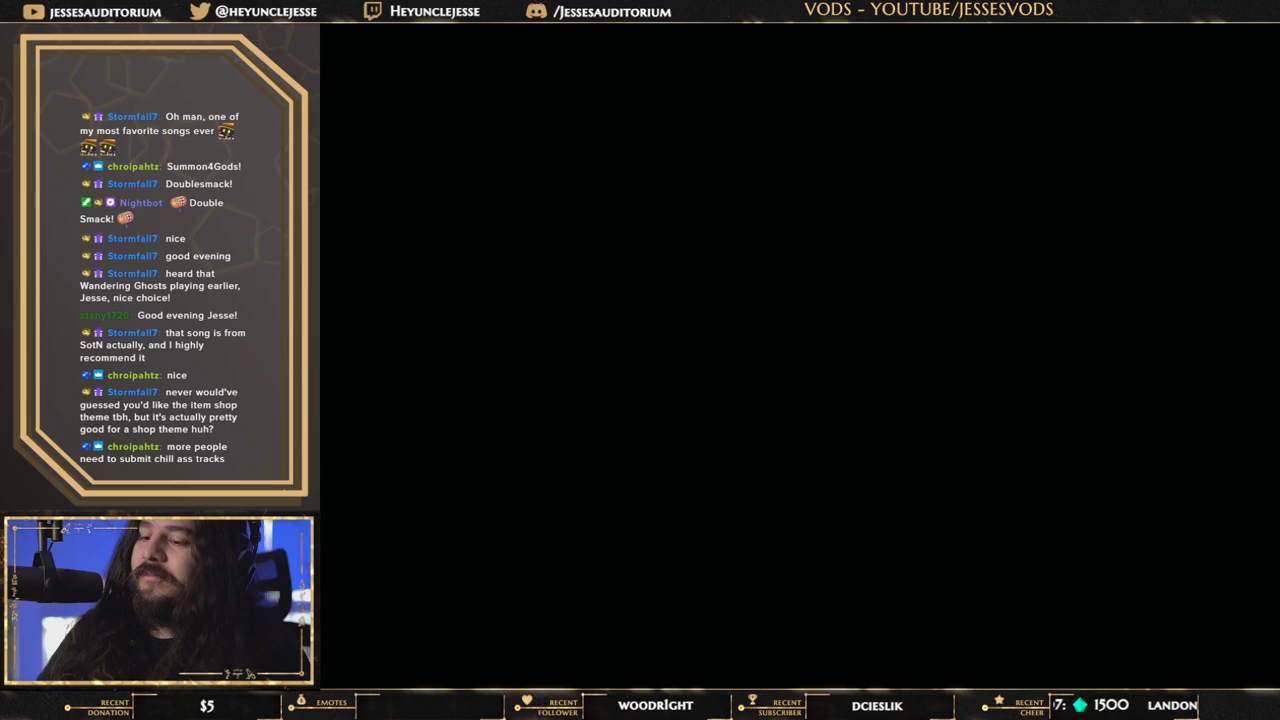 JESSESAUDITORIUM
@HEYUNCLEJESSE
HEYUNCLEJESSE
/JESSESAUDITORIUM
VODS - YOUTUBE/JESSESVODS
Stormfall7: Oh man, one of
my most favorite songs ever
chroipahtz: Summon4Gods!
Stormfall7: Doublesmack!
Nightbot Double
Smack!
Stormfall7: nice
Stormfall7: good evening
Stormfall7: heard that
Wandering Ghosts playing earlier,
Jesse, nice choice!
Good evening Jesse!
Stormfall7: that song is from
SotN actually, and I highly
recommend it
chroipahtz: nice
Stormfall7: never would've
guessed you'd like the item shop
theme tbh, but it's actually pretty
good for a shop theme huh?
chroipahtz: more people
need to submit chill ass tracks
RECENT
DONATION
$5
EMOTES
RECENT
FOLLOWER
WOODR1GHT
RECENT
SUBSCRIBER
DCIESLIK
RECENT
CHEER
7: 1500 LANDON